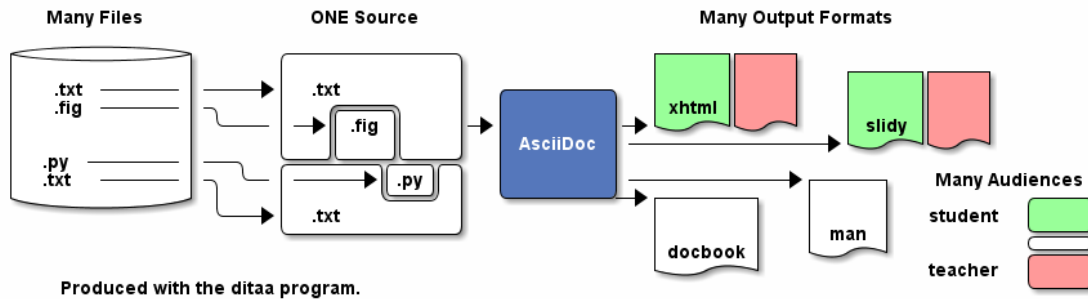 Many Files
ONE Source
Many Output Formats
.txt
.fig
.py
.txt
.txt
.fig
.py
.txt
AsciiDoc
xhtml
slidy
docbook
man
Many Audiences
student
teacher
Produced with the ditaa program.